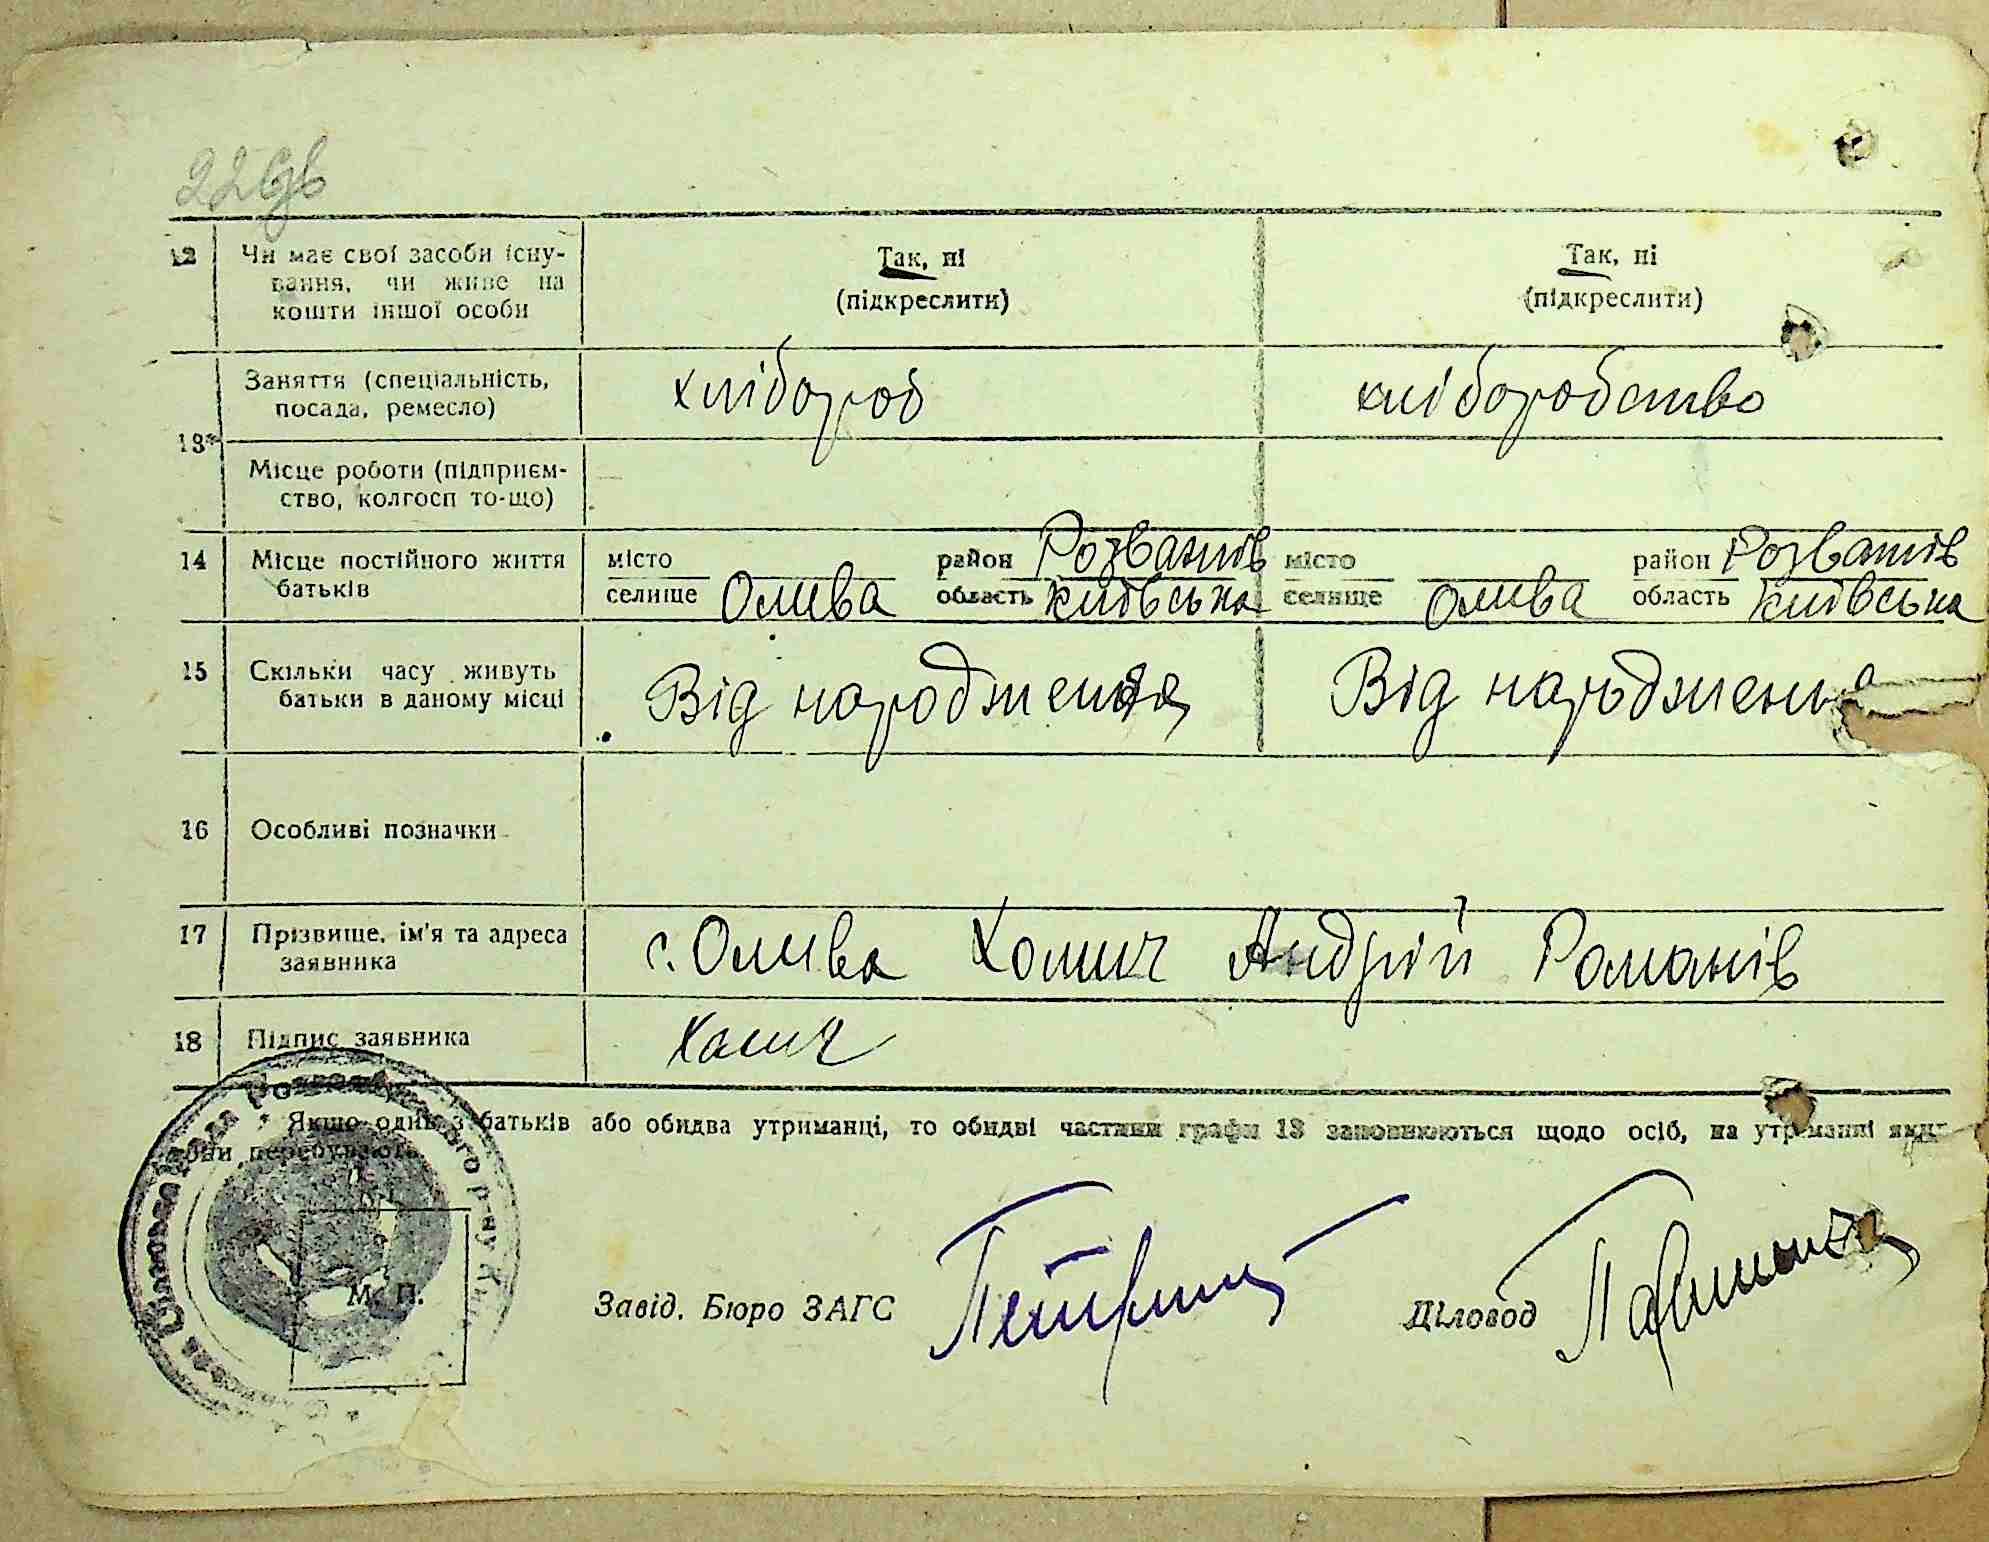 12 Чи має свої засоби існу-
вання, чи живе на
кошти іншої особи
Так, ні
(підкреслити)
Так, ні
(підкреслити)
13* Заняття (спеціальність,
посада, ремесло)
хлібороб
хліборобство
Місце роботи (підприєм-
ство, колгосп то-що)
14 Місце постійного життя
батьків
місто
селище Олива
район Розважів
область Київська
місто
селище Олива
район Розважів
область Київська
15 Скільки часу живуть
батьки в даному місці
Від народження
Від народжен
16 Особливі позначки
17 Прізвище, ім'я та адреса
заявника
с. Олива Хомич Андрій Романів
18 Підпис заявника
Хомич
* Якщо один з батьків або обидва утриманці, то обидві частини графи 13 заповнюються щодо осіб, на утриманні яких
вони перебувають
М. П.
Завід. Бюро ЗАГС
Діловод